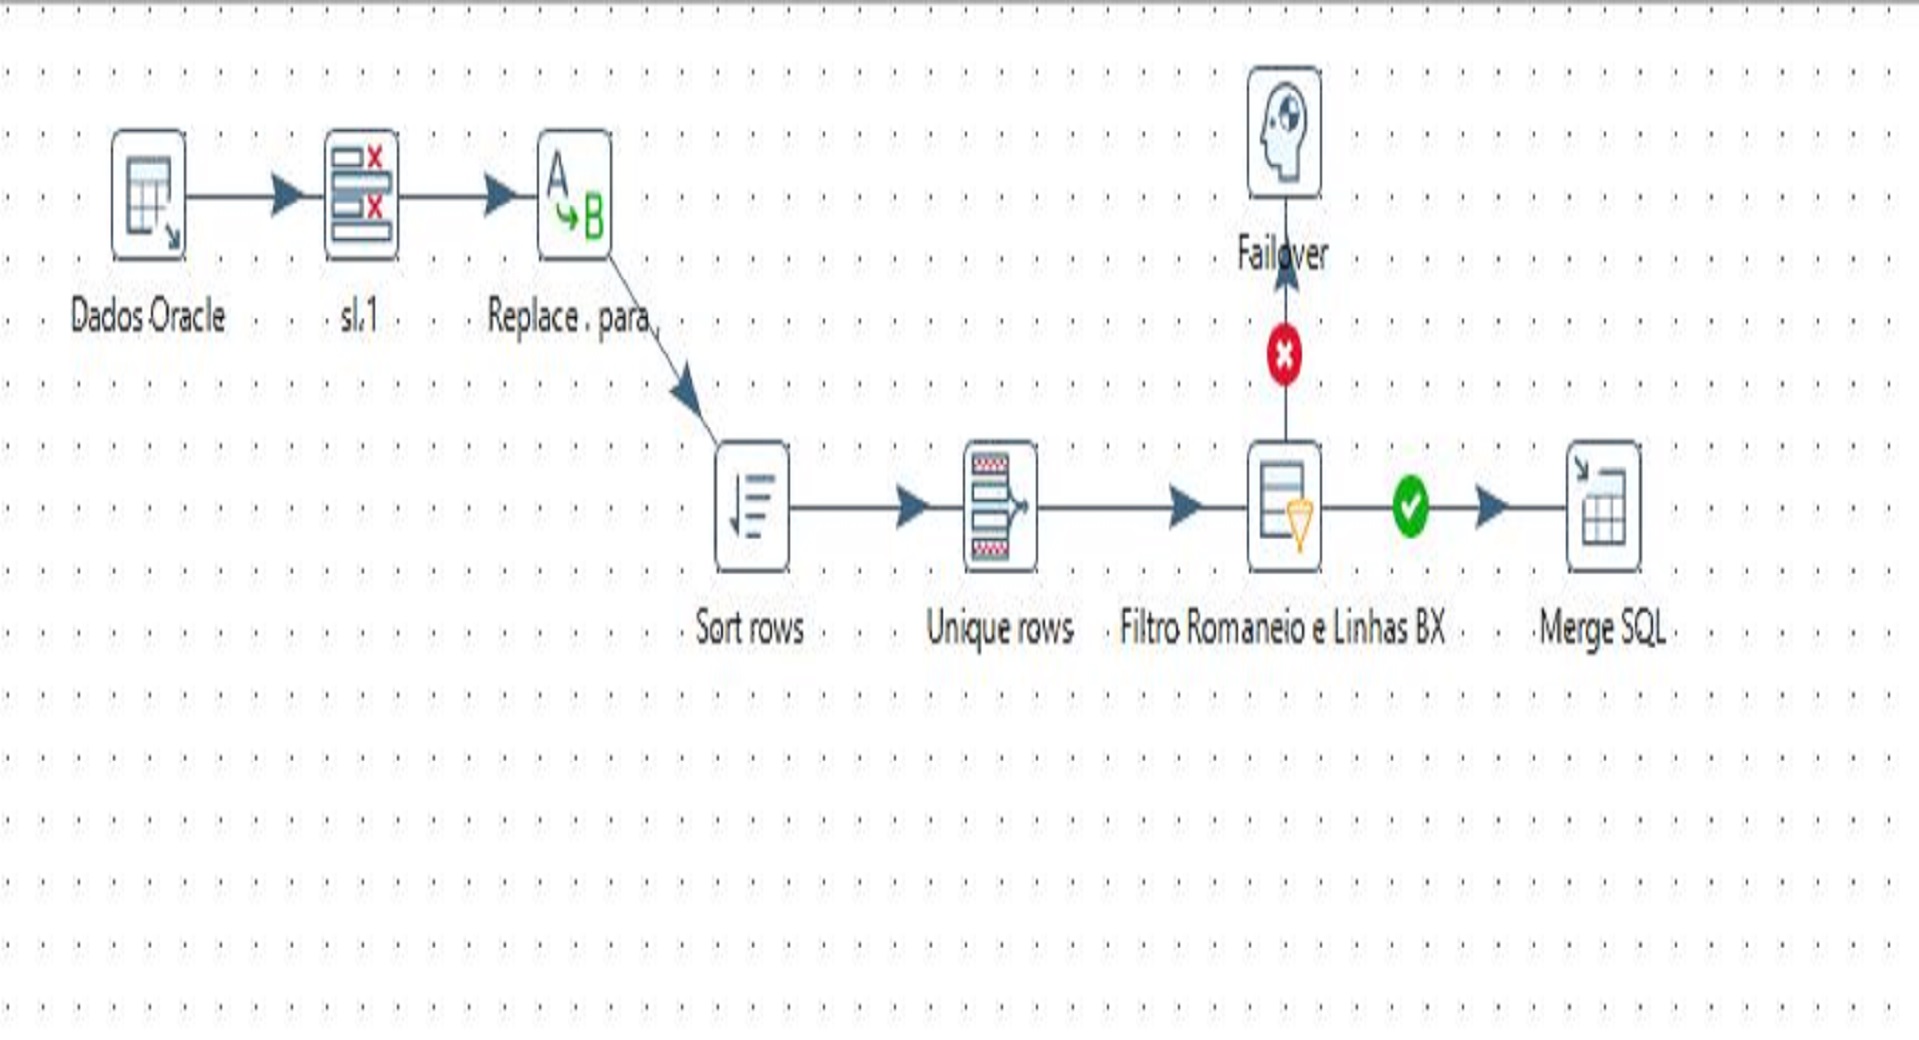 Failover
Dados Oracle
sl.1
Replace . para ,
Sort rows
Unique rows
Filtro Romaneio e Linhas BX
Merge SQL